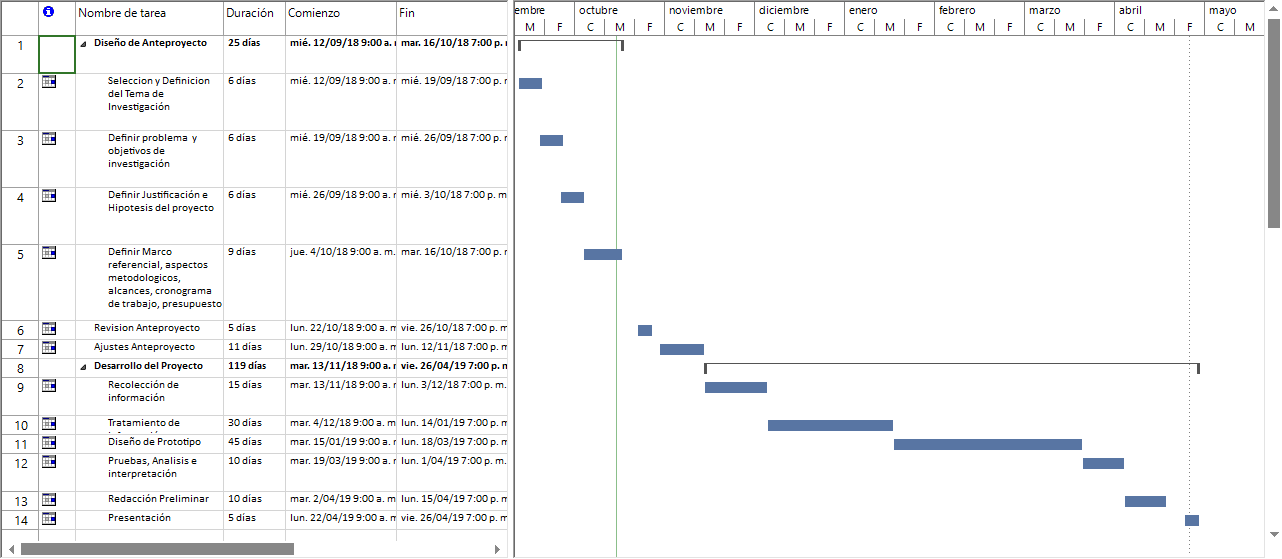 Nombre de tarea Duración Comienzo Fin
embre octubre noviembre diciembre enero febrero marzo abril mayo
M F C M F C M F C M F C M F C M F C M F C M F C M
1 Diseño de Anteproyecto 25 días mié. 12/09/18 9:00 a. mar. 16/10/18 7:00 p.
2 Seleccion y Definicion 6 días mié. 12/09/18 9:00 a. mié. 19/09/18 7:00 p.
del Tema de
Investigación
3 Definir problema y 6 días mié. 19/09/18 9:00 a. mié. 26/09/18 7:00 p.
objetivos de
investigación
4 Definir Justificación e 6 días mié. 26/09/18 9:00 a. mié. 3/10/18 7:00 p. m.
Hipotesis del proyecto
5 Definir Marco 9 días jue. 4/10/18 9:00 a. m. mar. 16/10/18 7:00 p.
referencial, aspectos
metodologicos,
alcances, cronograma
de trabajo, presupuesto
6 Revision Anteproyecto 5 días lun. 22/10/18 9:00 a. m vie. 26/10/18 7:00 p. m
7 Ajustes Anteproyecto 11 días lun. 29/10/18 9:00 a. m lun. 12/11/18 7:00 p. m
8 Desarrollo del Proyecto 119 días mar. 13/11/18 9:00 a. vie. 26/04/19 7:00 p.
9 Recolección de 15 días mar. 13/11/18 9:00 a. lun. 3/12/18 7:00 p. m.
información
10 Tratamiento de 30 días mar. 4/12/18 9:00 a. m lun. 14/01/19 7:00 p. m
11 Diseño de Prototipo 45 días mar. 15/01/19 9:00 a. lun. 18/03/19 7:00 p. m
12 Pruebas, Analisis e 10 días mar. 19/03/19 9:00 a. lun. 1/04/19 7:00 p. m.
interpretación
13 Redacción Preliminar 10 días mar. 2/04/19 9:00 a. m lun. 15/04/19 7:00 p. m
14 Presentación 5 días lun. 22/04/19 9:00 a. m vie. 26/04/19 7:00 p. m